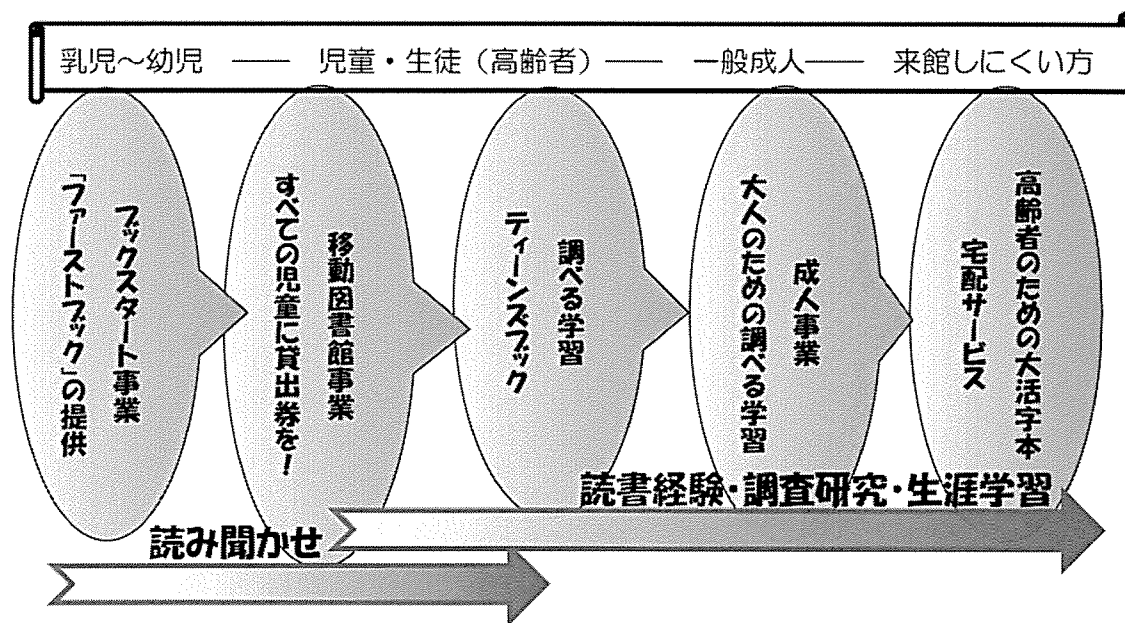 乳児～幼児 ―― 児童・生徒（高齢者）―― 一般成人―― 来館しにくい方
ブックスタート事業
「ファーストブック」の提供
移動図書館事業
すべての児童に貸出券を！
調べる学習
ティーンズブック
成人事業
大人のための調べる学習
高齢者のための大活字本
宅配サービス
読書経験・調査研究・生涯学習
読み聞かせ